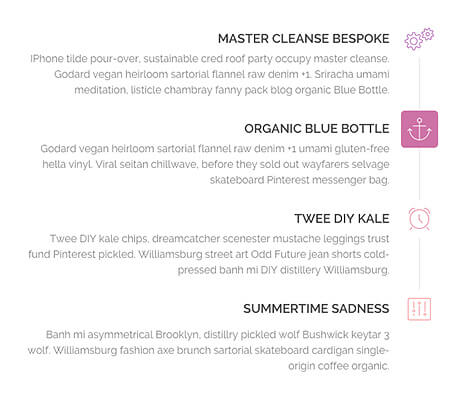 MASTER CLEANSE BESPOKE
IPhone tilde pour-over, sustainable cred roof party occupy master cleanse.
Godard vegan heirloom sartorial flannel raw denim +1. Sriracha umami
meditation, listicle chambray fanny pack blog organic Blue Bottle.
ORGANIC BLUE BOTTLE
Godard vegan heirloom sartorial flannel raw denim +1 umami gluten-free
hella vinyl. Viral seitan chillwave, before they sold out wayfarers selvage
skateboard Pinterest messenger bag.
TWEE DIY KALE
Twee DIY kale chips, dreamcatcher scenester mustache leggings trust
fund Pinterest pickled. Williamsburg street art Odd Future jean shorts cold-
pressed banh mi DIY distillery Williamsburg.
SUMMERTIME SADNESS
Banh mi asymmetrical Brooklyn, distillry pickled wolf Bushwick keytar 3
wolf. Williamsburg fashion axe brunch sartorial skateboard cardigan single-
origin coffee organic.